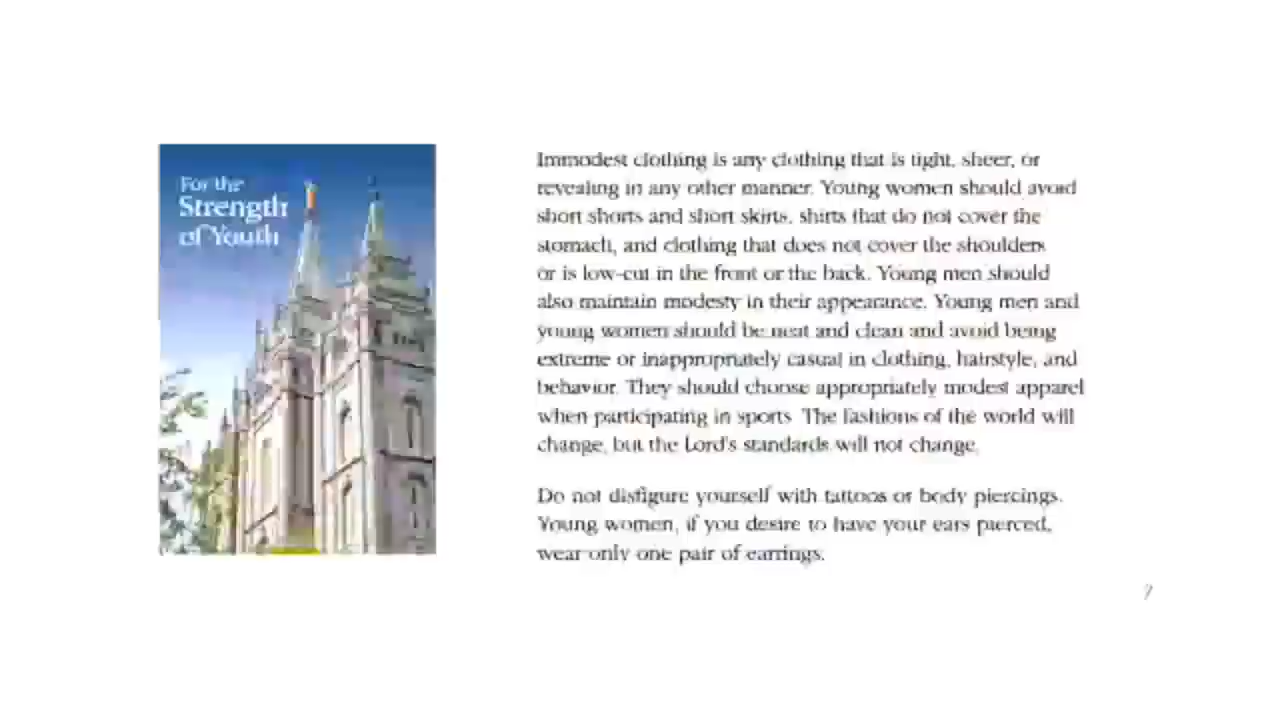 For the
Strength
of Youth
Immodest clothing is any clothing that is tight, sheer, or
revealing in any other manner. Young women should avoid
short shorts and short skirts, shirts that do not cover the
stomach, and clothing that does not cover the shoulders
or is low-cut in the front or the back. Young men should
also maintain modesty in their appearance. Young men and
young women should be neat and clean and avoid being
extreme or inappropriately casual in clothing, hairstyle, and
behavior. They should choose appropriately modest apparel
when participating in sports. The fashions of the world will
change, but the Lord's standards will not change.
Do not disfigure yourself with tattoos or body piercings.
Young women, if you desire to have your ears pierced,
wear only one pair of earrings.
7